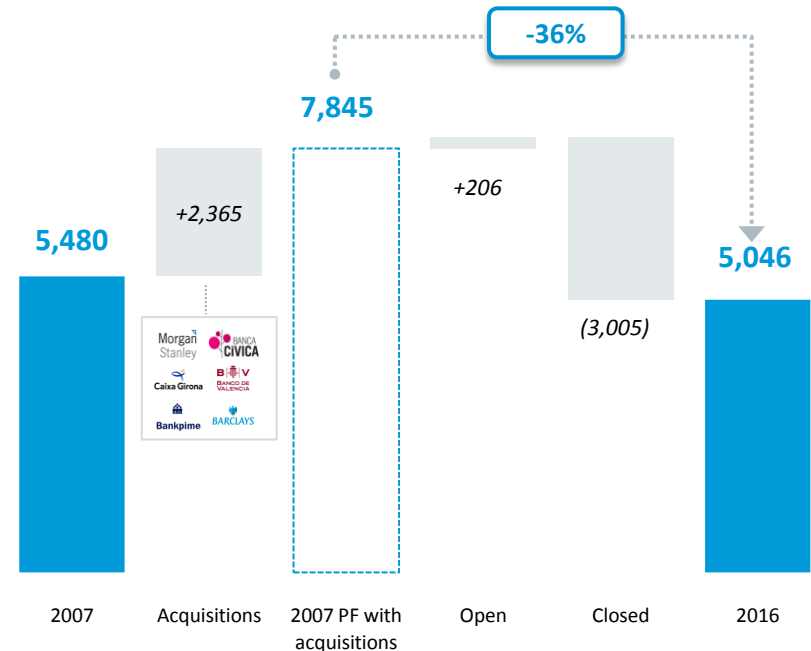 -36%
7,845
+2,365
+206
5,480
5,046
(3,005)
Morgan
Stanley
BANCA
CÍVICA
Caixa Girona
B V
BANCO DE
VALENCIA
Bankpime
BARCLAYS
2007
Acquisitions
2007 PF with
acquisitions
Open
Closed
2016